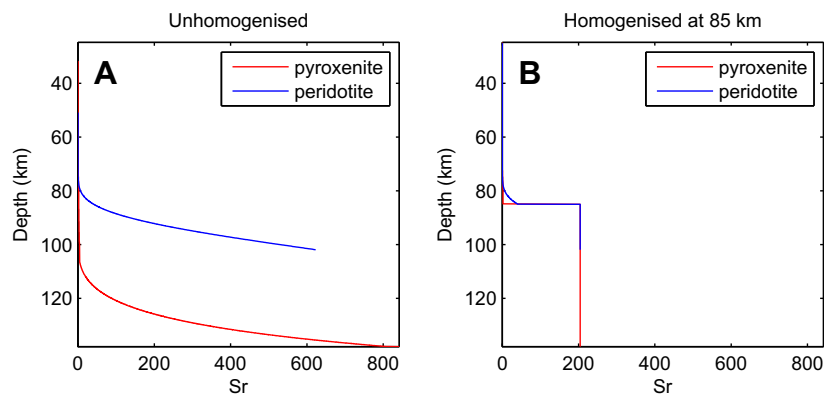 Unhomogenised
A
pyroxenite
peridotite
Depth (km)
40
60
80
100
120
0 200 400 600 800
Sr
Homogenised at 85 km
B
pyroxenite
peridotite
Depth (km)
40
60
80
100
120
0 200 400 600 800
Sr